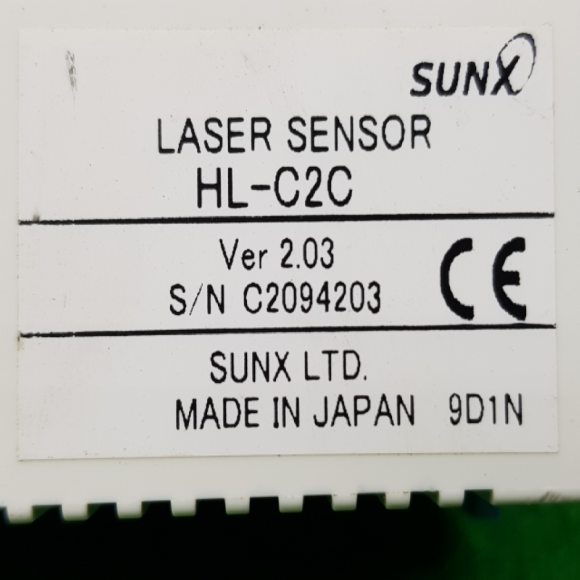 SUNX
LASER SENSOR
HL-C2C
Ver 2.03
S/N C2094203
CE
SUNX LTD.
MADE IN JAPAN 9D1N